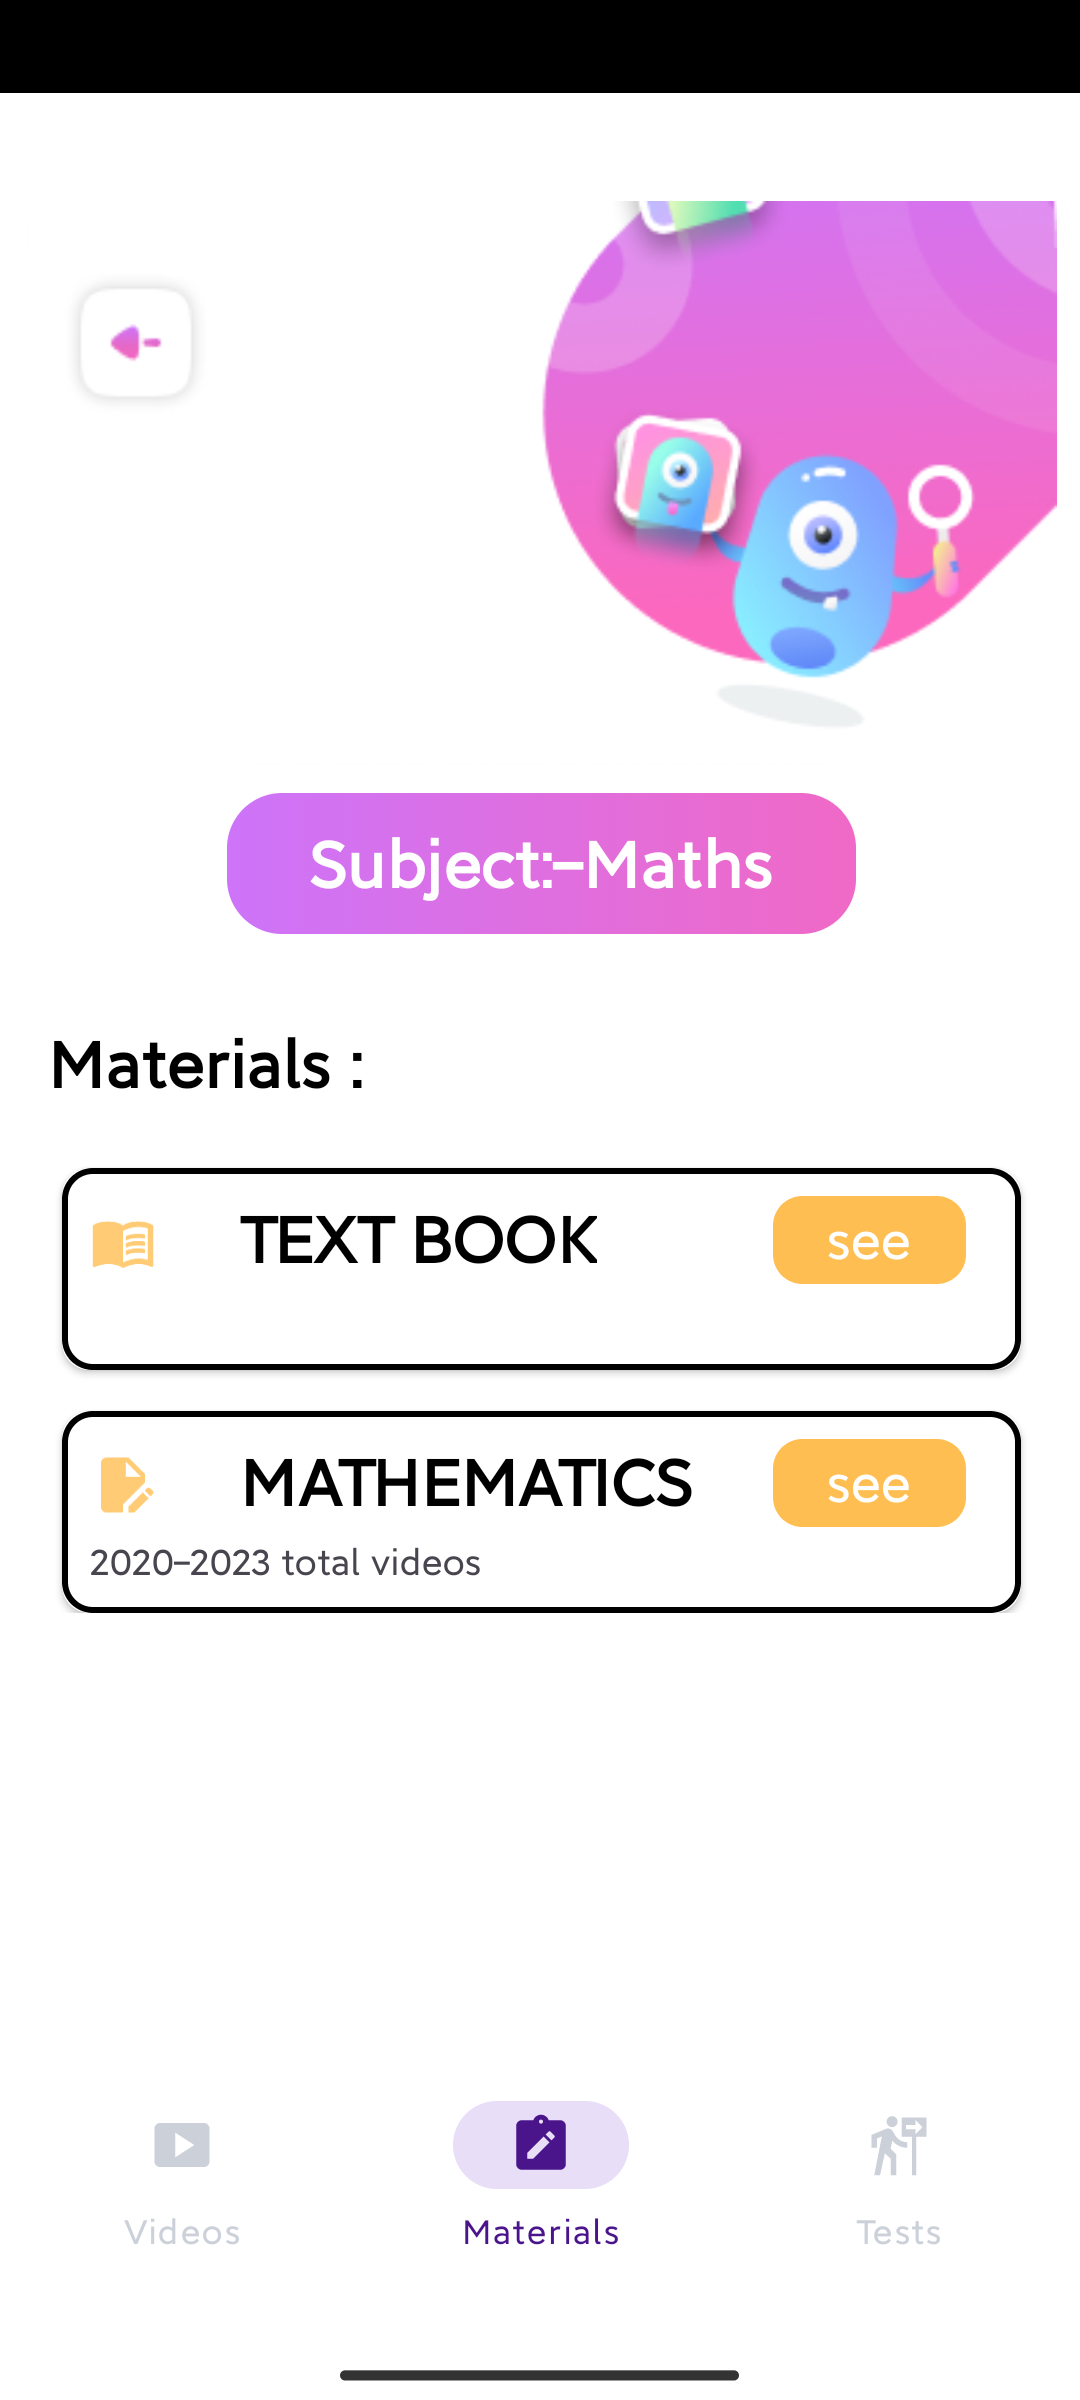 Subject:-Maths
Materials :
TEXT BOOK
see
MATHEMATICS
see
2020-2023 total videos
Videos
Materials
Tests